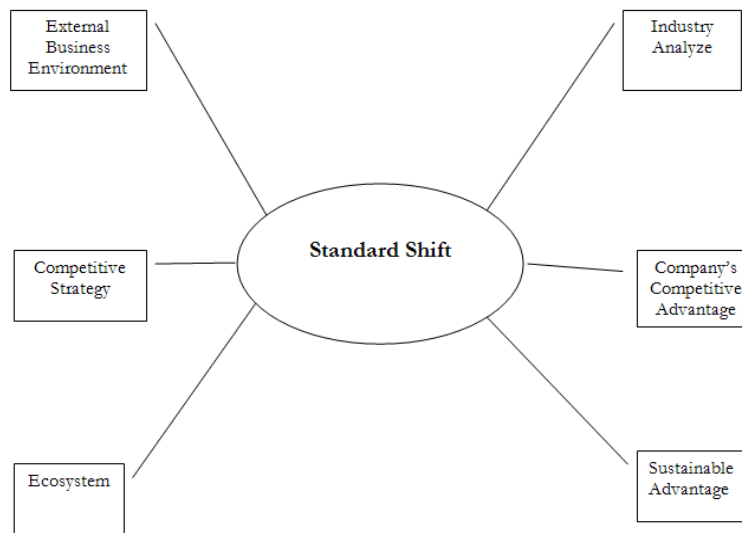 External
Business
Environment
Industry
Analyze
Standard Shift
Competitive
Strategy
Company's
Competitive
Advantage
Ecosystem
Sustainable
Advantage